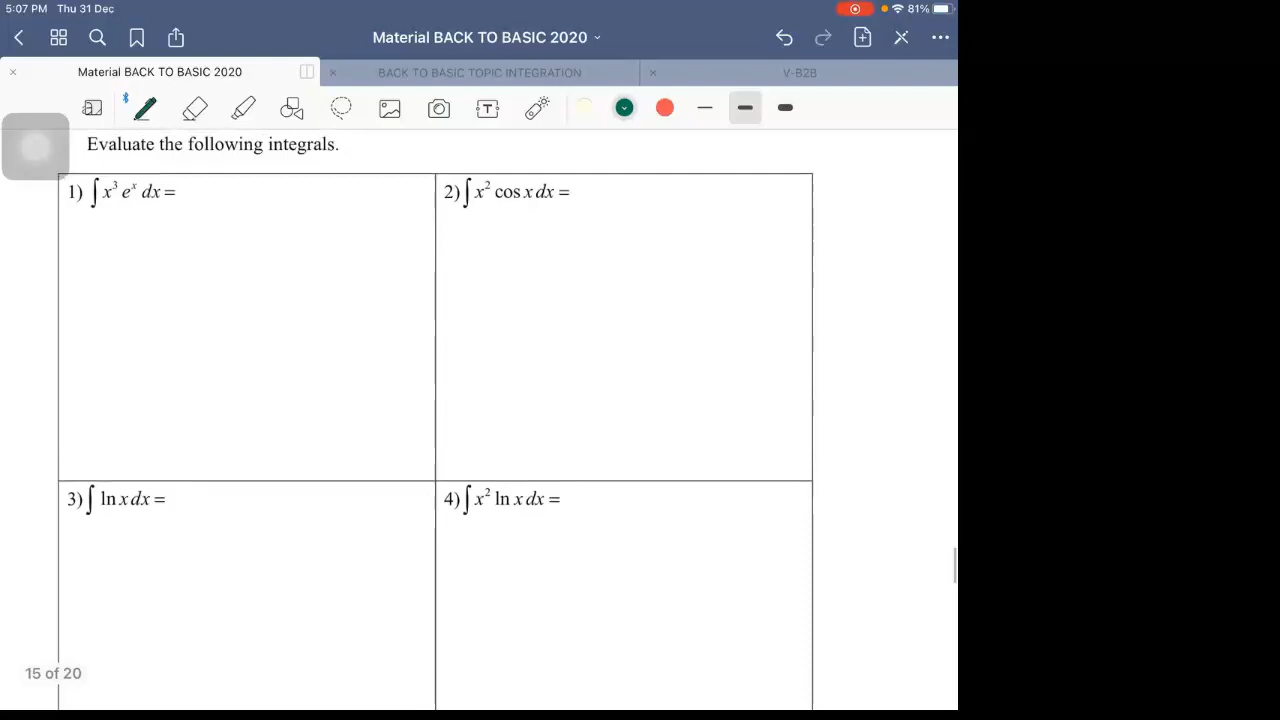 5:07 PM Thu 31 Dec
81%
Material BACK TO BASIC 2020
Material BACK TO BASIC 2020
BACK TO BASIC TOPIC INTEGRATION
V-B2B
T
Evaluate the following integrals.
1) ∫ x³ eˣ dx =
2) ∫ x² cos x dx =
3) ∫ ln x dx =
4) ∫ x² ln x dx =
15 of 20